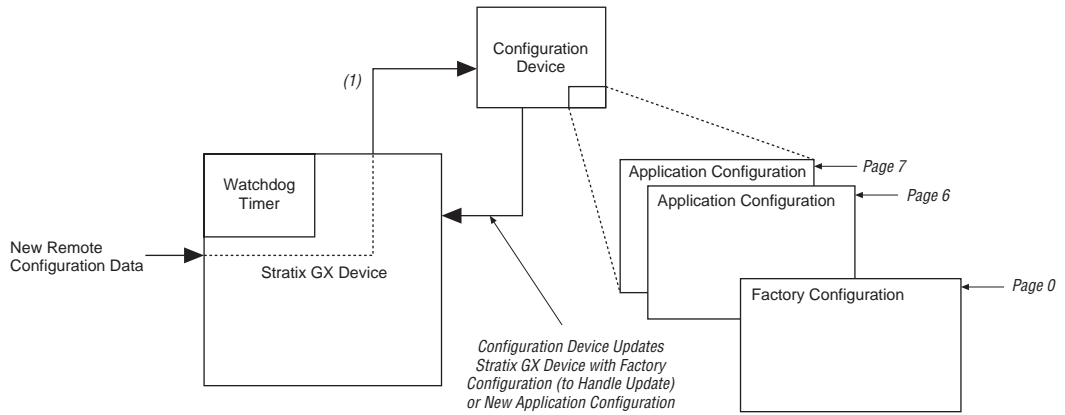 Configuration
Device
(1)
Application Configuration
Page 7
Watchdog
Timer
Application Configuration
Page 6
New Remote
Configuration Data
Stratix GX Device
Factory Configuration
Page 0
Configuration Device Updates
Stratix GX Device with Factory
Configuration (to Handle Update)
or New Application Configuration